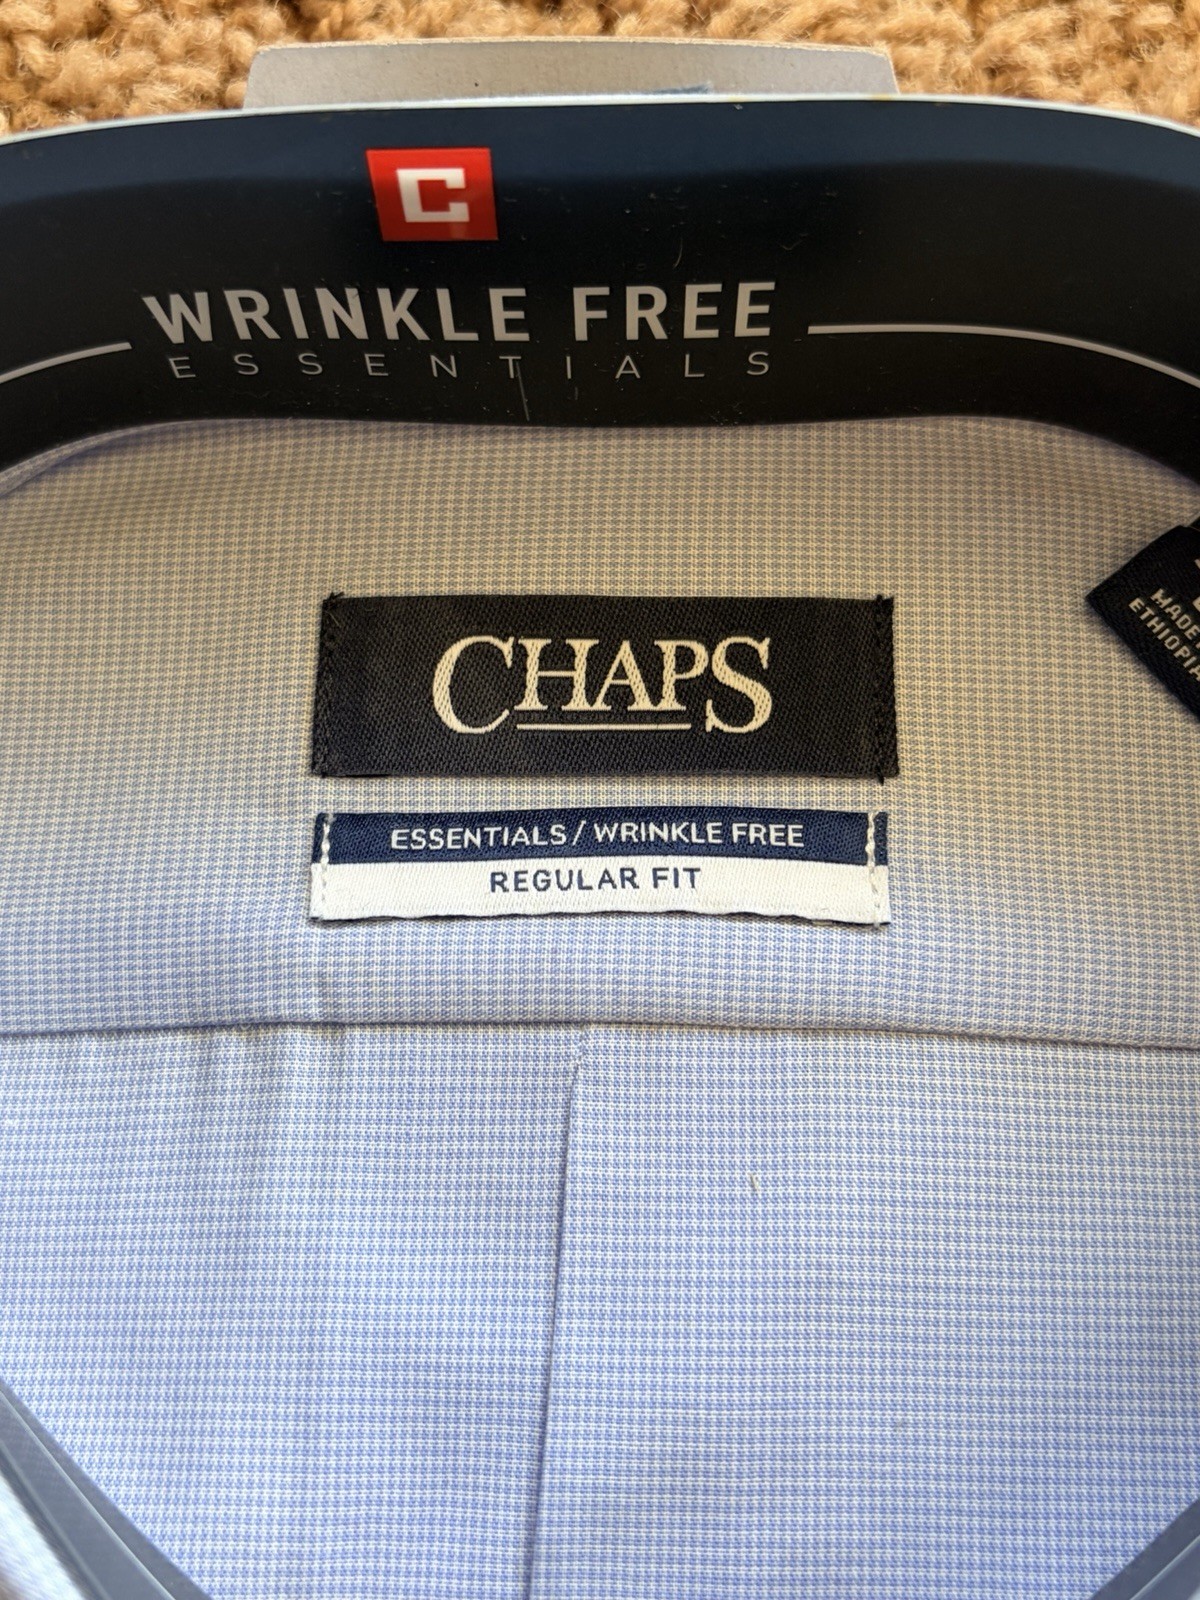 C
WRINKLE FREE
ESSENTIALS
CHAPS
ESSENTIALS/WRINKLE FREE
REGULAR FIT
MADE
ETHIOPIA